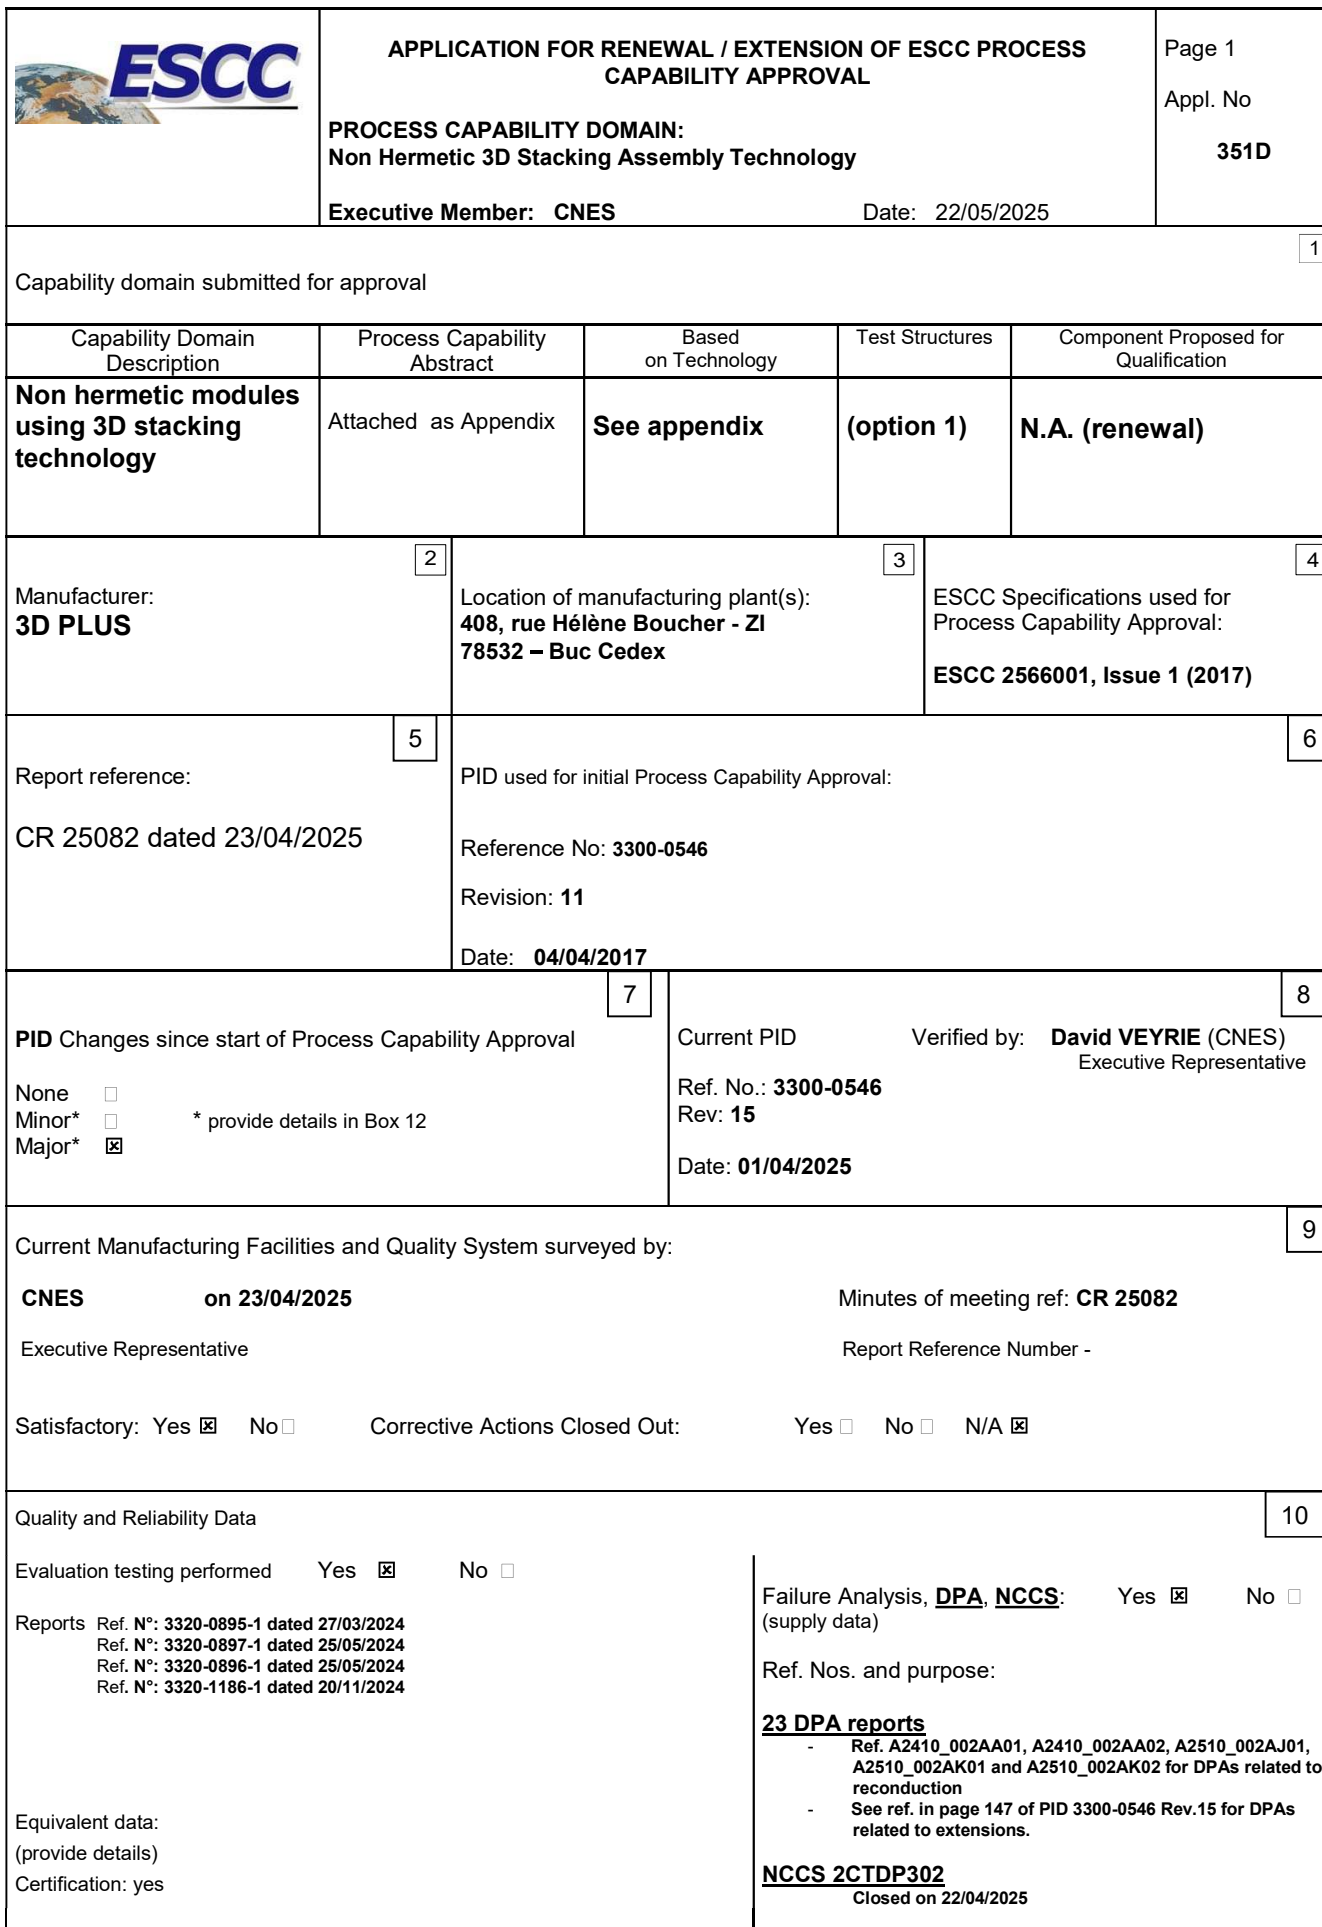 ESCC
APPLICATION FOR RENEWAL / EXTENSION OF ESCC PROCESS
CAPABILITY APPROVAL
PROCESS CAPABILITY DOMAIN:
Non Hermetic 3D Stacking Assembly Technology
Executive Member: CNES Date: 22/05/2025
Page 1
Appl. No
351D
1
Capability domain submitted for approval
Capability Domain
Description
Process Capability
Abstract
Based
on Technology
Test Structures
Component Proposed for
Qualification
Non hermetic modules
using 3D stacking
technology
Attached as Appendix
See appendix
(option 1)
N.A. (renewal)
2
Manufacturer:
3D PLUS
3
Location of manufacturing plant(s):
408, rue Hélène Boucher - ZI
78532 – Buc Cedex
4
ESCC Specifications used for
Process Capability Approval:
ESCC 2566001, Issue 1 (2017)
5
Report reference:
CR 25082 dated 23/04/2025
6
PID used for initial Process Capability Approval:
Reference No: 3300-0546
Revision: 11
Date: 04/04/2017
7
PID Changes since start of Process Capability Approval
None ☐
Minor* ☐ * provide details in Box 12
Major* ☒
8
Current PID Verified by: David VEYRIE (CNES)
Executive Representative
Ref. No.: 3300-0546
Rev: 15
Date: 01/04/2025
9
Current Manufacturing Facilities and Quality System surveyed by:
CNES on 23/04/2025 Minutes of meeting ref: CR 25082
Executive Representative Report Reference Number -
Satisfactory: Yes ☒ No ☐ Corrective Actions Closed Out: Yes ☐ No ☐ N/A ☒
10
Quality and Reliability Data
Evaluation testing performed Yes ☒ No ☐
Reports Ref. N°: 3320-0895-1 dated 27/03/2024
Ref. N°: 3320-0897-1 dated 25/05/2024
Ref. N°: 3320-0896-1 dated 25/05/2024
Ref. N°: 3320-1186-1 dated 20/11/2024
Equivalent data:
(provide details)
Certification: yes
Failure Analysis, DPA, NCCS: Yes ☒ No ☐
(supply data)
Ref. Nos. and purpose:
23 DPA reports
- Ref. A2410_002AA01, A2410_002AA02, A2510_002AJ01,
A2510_002AK01 and A2510_002AK02 for DPAs related to
reconduction
- See ref. in page 147 of PID 3300-0546 Rev.15 for DPAs
related to extensions.
NCCS 2CTDP302
Closed on 22/04/2025